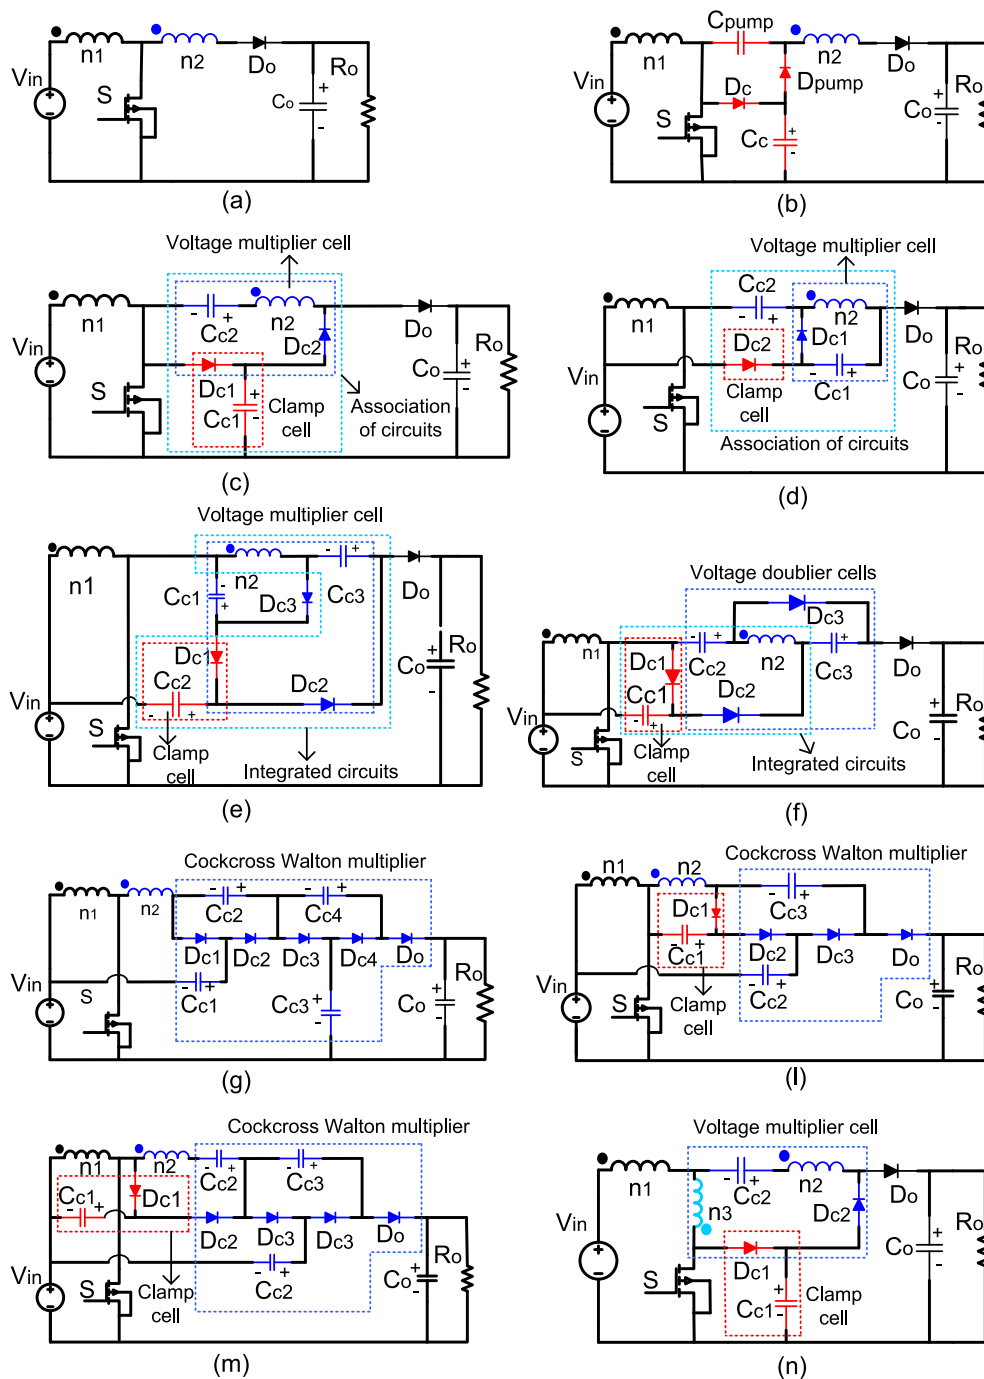 n1
n2
Do
Vin
S
Co
+
-
Ro
(a)
Cpump
n1
n2
Do
Dpump
Dc
Vin
S
Cc
+
-
Co
+
-
Ro
(b)
Voltage multiplier cell
n1
- +
Cc2
n2
Dc2
Do
Vin
S
Dc1
Cc1
+
-
Clamp
cell
Association
of circuits
Co
+
-
Ro
(c)
Voltage multiplier cell
Cc2
- +
n1
n2
Do
Dc2
Dc1
- +
Cc1
Vin
S
Clamp
cell
Association of circuits
Co
+
-
Ro
(d)
Voltage multiplier cell
n1
n2
- +
Cc3
Do
Cc1
-
+
Dc3
Dc1
Cc2
- +
Dc2
Vin
S
Clamp
cell
Integrated circuits
Co
+
-
Ro
(e)
Voltage doublier cells
Dc3
n1
- +
Cc2
n2
- +
Cc3
Do
Dc1
Cc1
- +
Dc2
Vin
S
Clamp
cell
Integrated circuits
Co
+
-
Ro
(f)
Cockcross Walton multiplier
n1
n2
- +
Cc2
- +
Cc4
Dc1
Dc2
Dc3
Dc4
Do
Vin
S
- +
Cc1
Cc3
+
-
Co
+
-
Ro
(g)
Cockcross Walton multiplier
n1
n2
- +
Cc3
Dc1
- +
Cc1
Dc2
Dc3
Do
Vin
S
Clamp
cell
- +
Cc2
Co
+
-
Ro
(l)
Cockcross Walton multiplier
n1
n2
- +
Cc2
- +
Cc3
Cc1
- +
Dc1
Dc2
Dc3
Dc3
Do
Vin
S
Clamp
cell
- +
Cc2
Co
+
-
Ro
(m)
Voltage multiplier cell
n1
- +
Cc2
n2
Do
n3
Dc2
Vin
S
Dc1
Cc1
+
-
Clamp
cell
Co
+
-
Ro
(n)